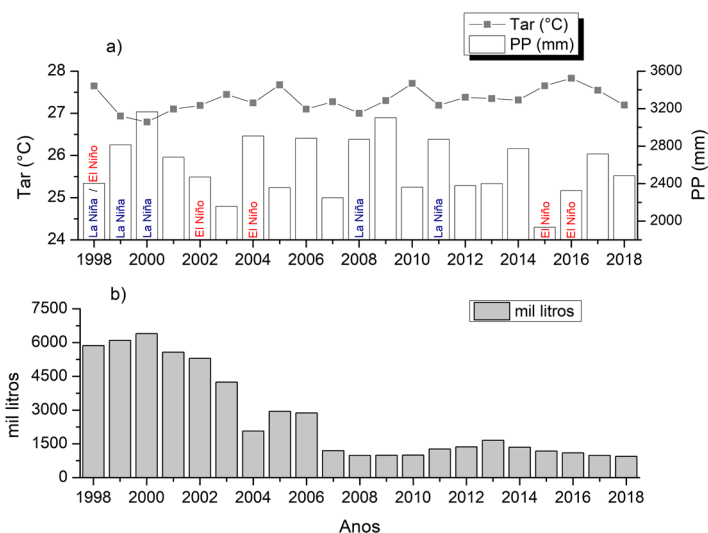 Tar (°C)
PP (mm)
a)
28
27
26
25
24
Tar (°C)
3600
3200
2800
2400
2000
PP (mm)
La Niña / El Niño
La Niña
La Niña
El Niño
El Niño
La Niña
La Niña
El Niño
El Niño
1998 2000 2002 2004 2006 2008 2010 2012 2014 2016 2018
b)
mil litros
7500
6000
4500
3000
1500
0
mil litros
1998 2000 2002 2004 2006 2008 2010 2012 2014 2016 2018
Anos